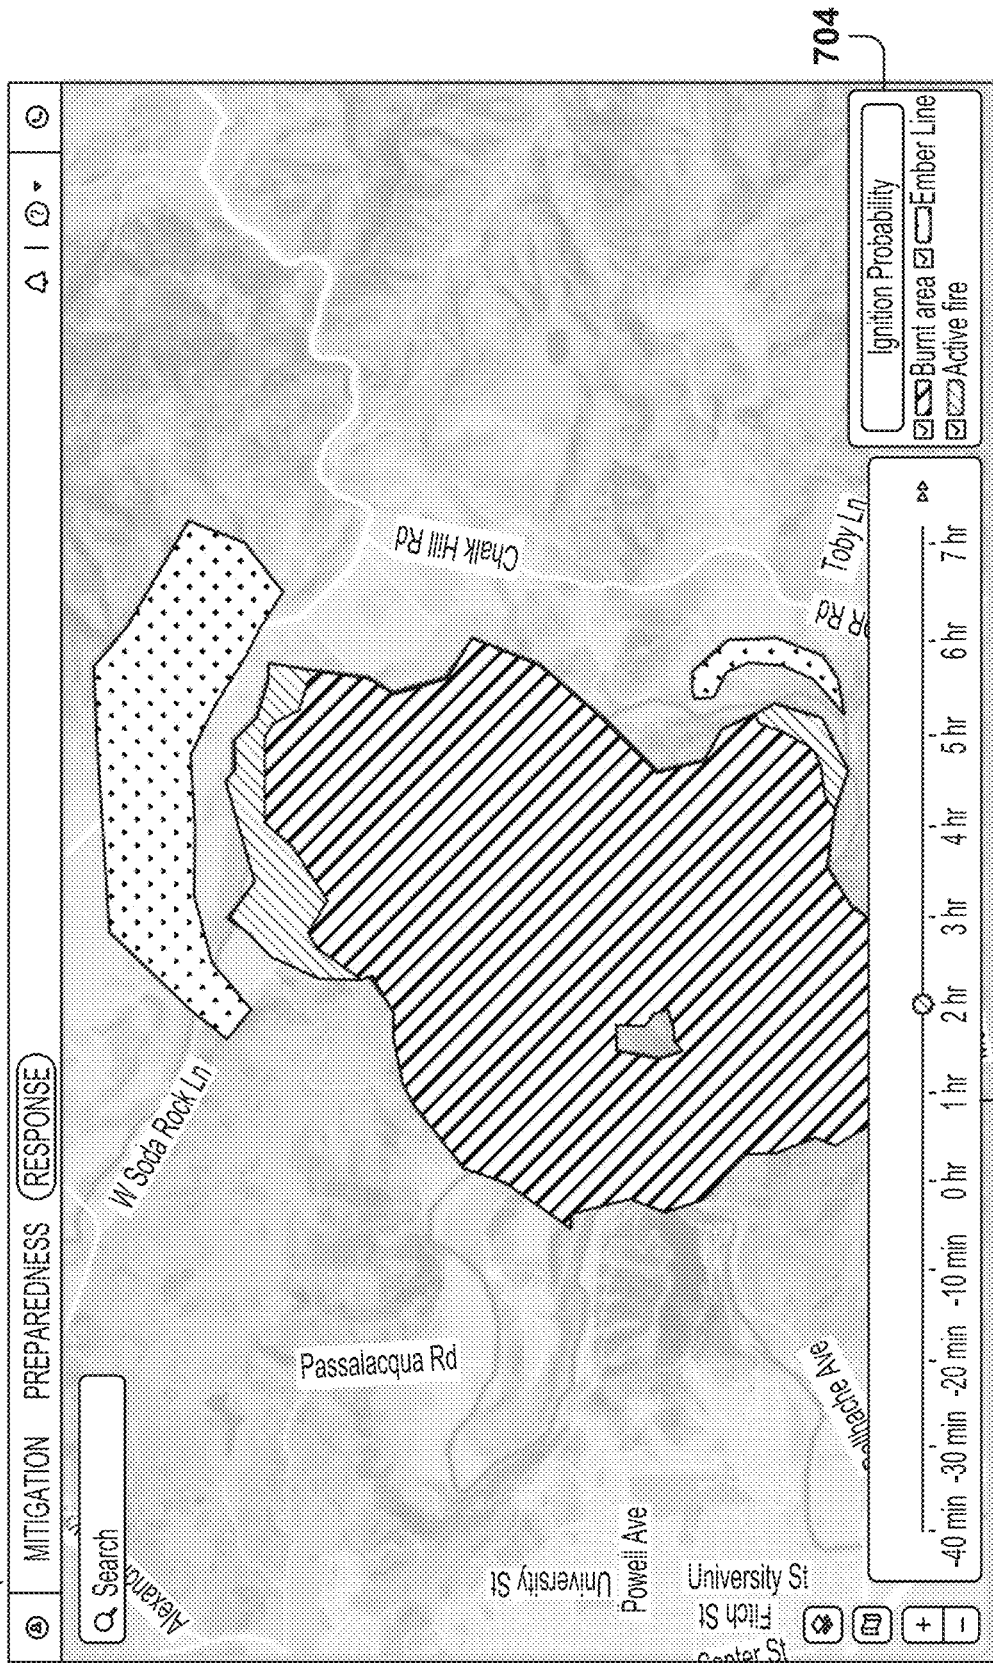 704
MITIGATION PREPAREDNESS RESPONSE
Search
W Soda Rock Ln
Passalacqua Rd
Chalk Hill Rd
Toby Ln
University St
Powell Ave
University St
Fitch St
Center St
Ignition Probability
Burnt area Ember Line
Active fire
-40 min -30 min -20 min -10 min 0 hr 1 hr 2 hr 3 hr 4 hr 5 hr 6 hr 7 hr
+
−